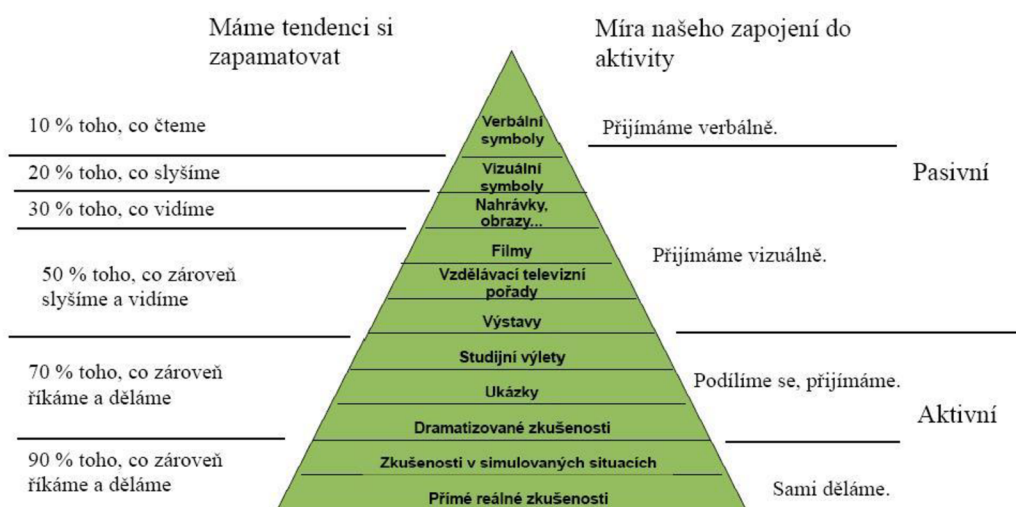 Máme tendenci si
zapamatovat
Míra našeho zapojení do
aktivity
10 % toho, co čteme
20 % toho, co slyšíme
30 % toho, co vidíme
50 % toho, co zároveň
slyšíme a vidíme
70 % toho, co zároveň
říkáme a děláme
90 % toho, co zároveň
říkáme a děláme
Verbální
symboly
Vizuální
symboly
Nahrávky,
obrazy...
Filmy
Vzdělávací televizní
pořady
Výstavy
Studijní výlety
Ukázky
Dramatizované zkušenosti
Zkušenosti v simulovaných situacích
Přímé reálné zkušenosti
Přijímáme verbálně.
Přijímáme vizuálně.
Podílíme se, přijímáme.
Sami děláme.
Pasivní
Aktivní